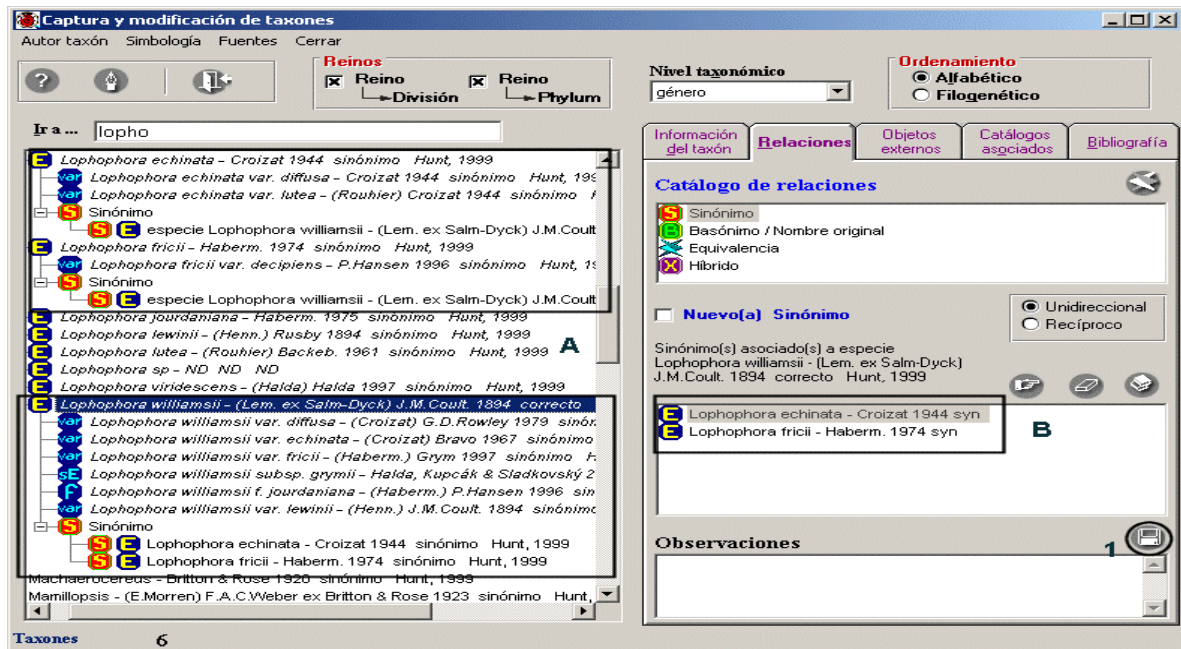 Captura y modificación de taxones
Autor taxón Simbología Fuentes Cerrar
Reinos
Reino Reino
División Phylum
Nivel taxonómico
género
Ordenamiento
Alfabético
Filogenético
Ir a ... lopho
Lophophora echinata - Croizat 1944 sinónimo Hunt, 1999
var Lophophora echinata var. diffusa - Croizat 1944 sinónimo Hunt, 199
var Lophophora echinata var. lutea - (Rouhier) Croizat 1944 sinónimo
S Sinónimo
S E especie Lophophora williamsii - (Lem. ex Salm-Dyck) J.M.Coult
E Lophophora fricii - Haberm. 1974 sinónimo Hunt, 1999
var Lophophora fricii var. decipiens - P.Hansen 1996 sinónimo Hunt, 19
S Sinónimo
S E especie Lophophora williamsii - (Lem. ex Salm-Dyck) J.M.Coult
E Lophophora jourdaniana - Haberm. 1975 sinónimo Hunt, 1999
E Lophophora lewinii - (Henn.) Rusby 1894 sinónimo Hunt, 1999
E Lophophora lutea - (Rouhier) Backeb. 1961 sinónimo Hunt, 1999 A
E Lophophora sp - ND ND ND
E Lophophora viridescens - (Halda) Halda 1997 sinónimo Hunt, 1999
E Lophophora williamsii - (Lem. ex Salm-Dyck) J.M.Coult. 1894 correcto
var Lophophora williamsii var. diffusa - (Croizat) G.D.Rowley 1979 sinón
var Lophophora williamsii var. echinata - (Croizat) Bravo 1967 sinónimo
var Lophophora williamsii var. fricii - (Haberm.) Grym 1997 sinónimo
sE Lophophora williamsii subsp. grymii - Halda, Kupcák & Sladkovský 2
F Lophophora williamsii f. jourdaniana - (Haberm.) P.Hansen 1996 sin
var Lophophora williamsii var. lewinii - (Henn.) J.M.Coult. 1894 sinónimo
S Sinónimo
S E Lophophora echinata - Croizat 1944 sinónimo Hunt, 1999
S E Lophophora fricii - Haberm. 1974 sinónimo Hunt, 1999
Machaerocereus - Britton & Rose 1920 sinónimo Hunt, 1999
Mamillopsis - (E.Morren) F.A.C.Weber ex Britton & Rose 1923 sinónimo Hunt,
Taxones 6
Información del taxón
Relaciones
Objetos externos
Catálogos asociados
Bibliografía
Catálogo de relaciones
S Sinónimo
B Basónimo / Nombre original
Equivalencia
X Híbrido
Nuevo(a) Sinónimo
Unidireccional
Recíproco
Sinónimo(s) asociado(s) a especie
Lophophora williamsii - (Lem. ex Salm-Dyck)
J.M.Coult. 1894 correcto Hunt, 1999
E Lophophora echinata - Croizat 1944 syn
E Lophophora fricii - Haberm. 1974 syn
B
Observaciones
1